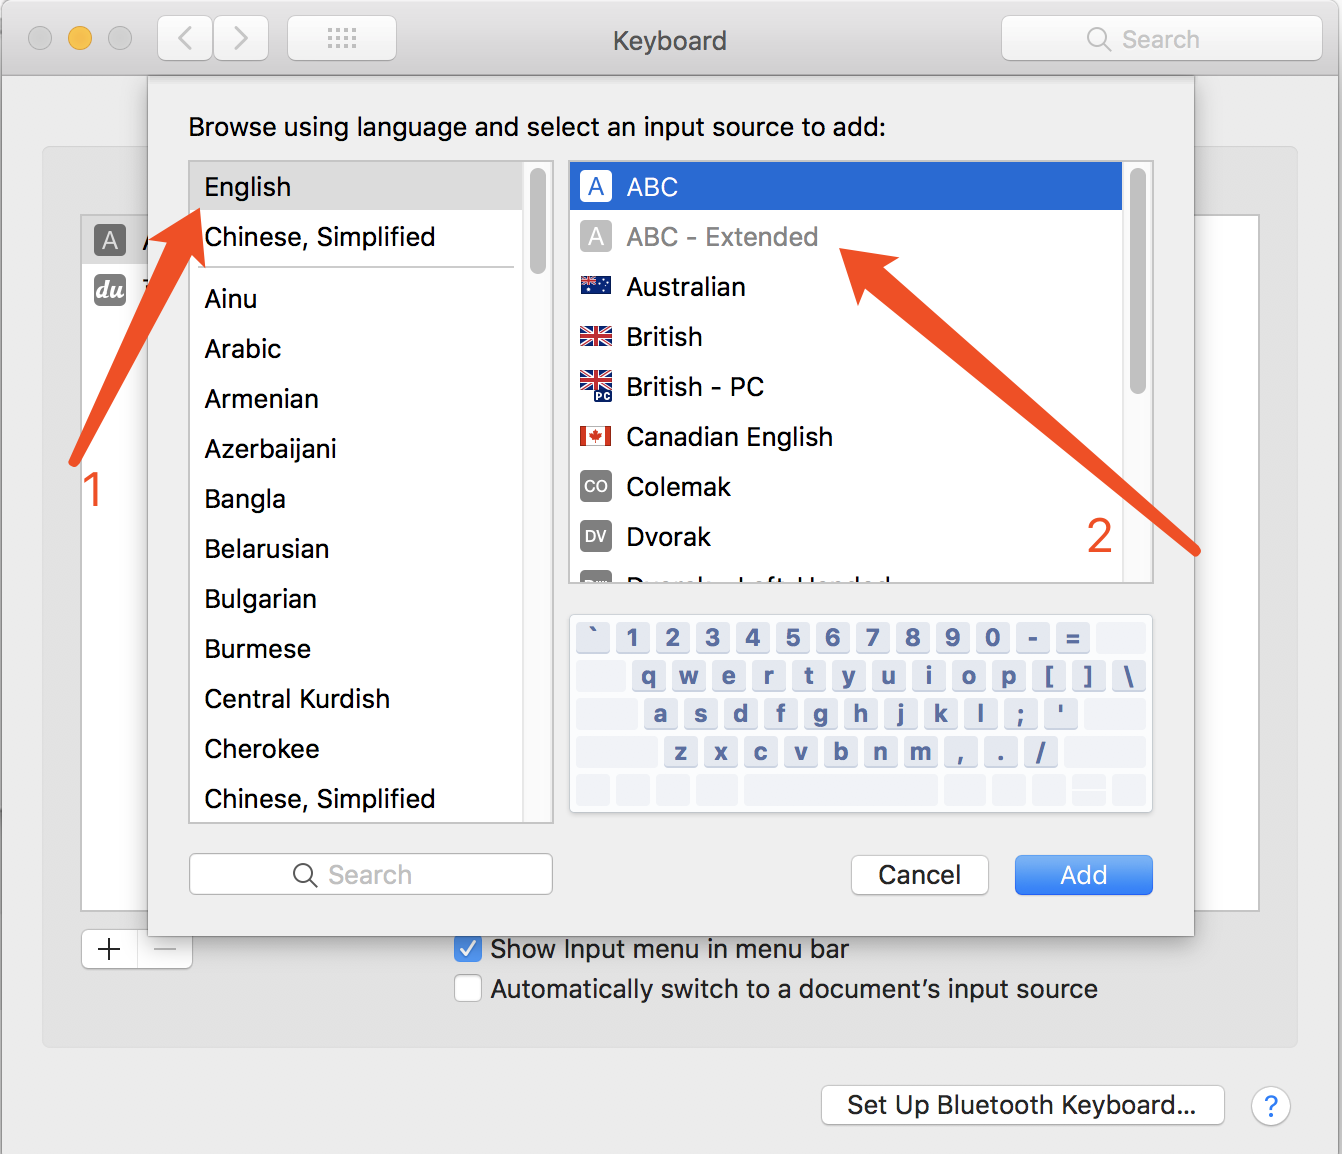 Keyboard
Search
Browse using language and select an input source to add:
English
Chinese, Simplified
Ainu
Arabic
Armenian
Azerbaijani
Bangla
Belarusian
Bulgarian
Burmese
Central Kurdish
Cherokee
Chinese, Simplified
A ABC
A ABC - Extended
Australian
British
PC British - PC
Canadian English
CO Colemak
DV Dvorak
A
du
1
2
` 1 2 3 4 5 6 7 8 9 0 - =
q w e r t y u i o p [ ] \
a s d f g h j k l ; '
z x c v b n m , . /
Search
Cancel
Add
Show Input menu in menu bar
Automatically switch to a document’s input source
Set Up Bluetooth Keyboard...
?